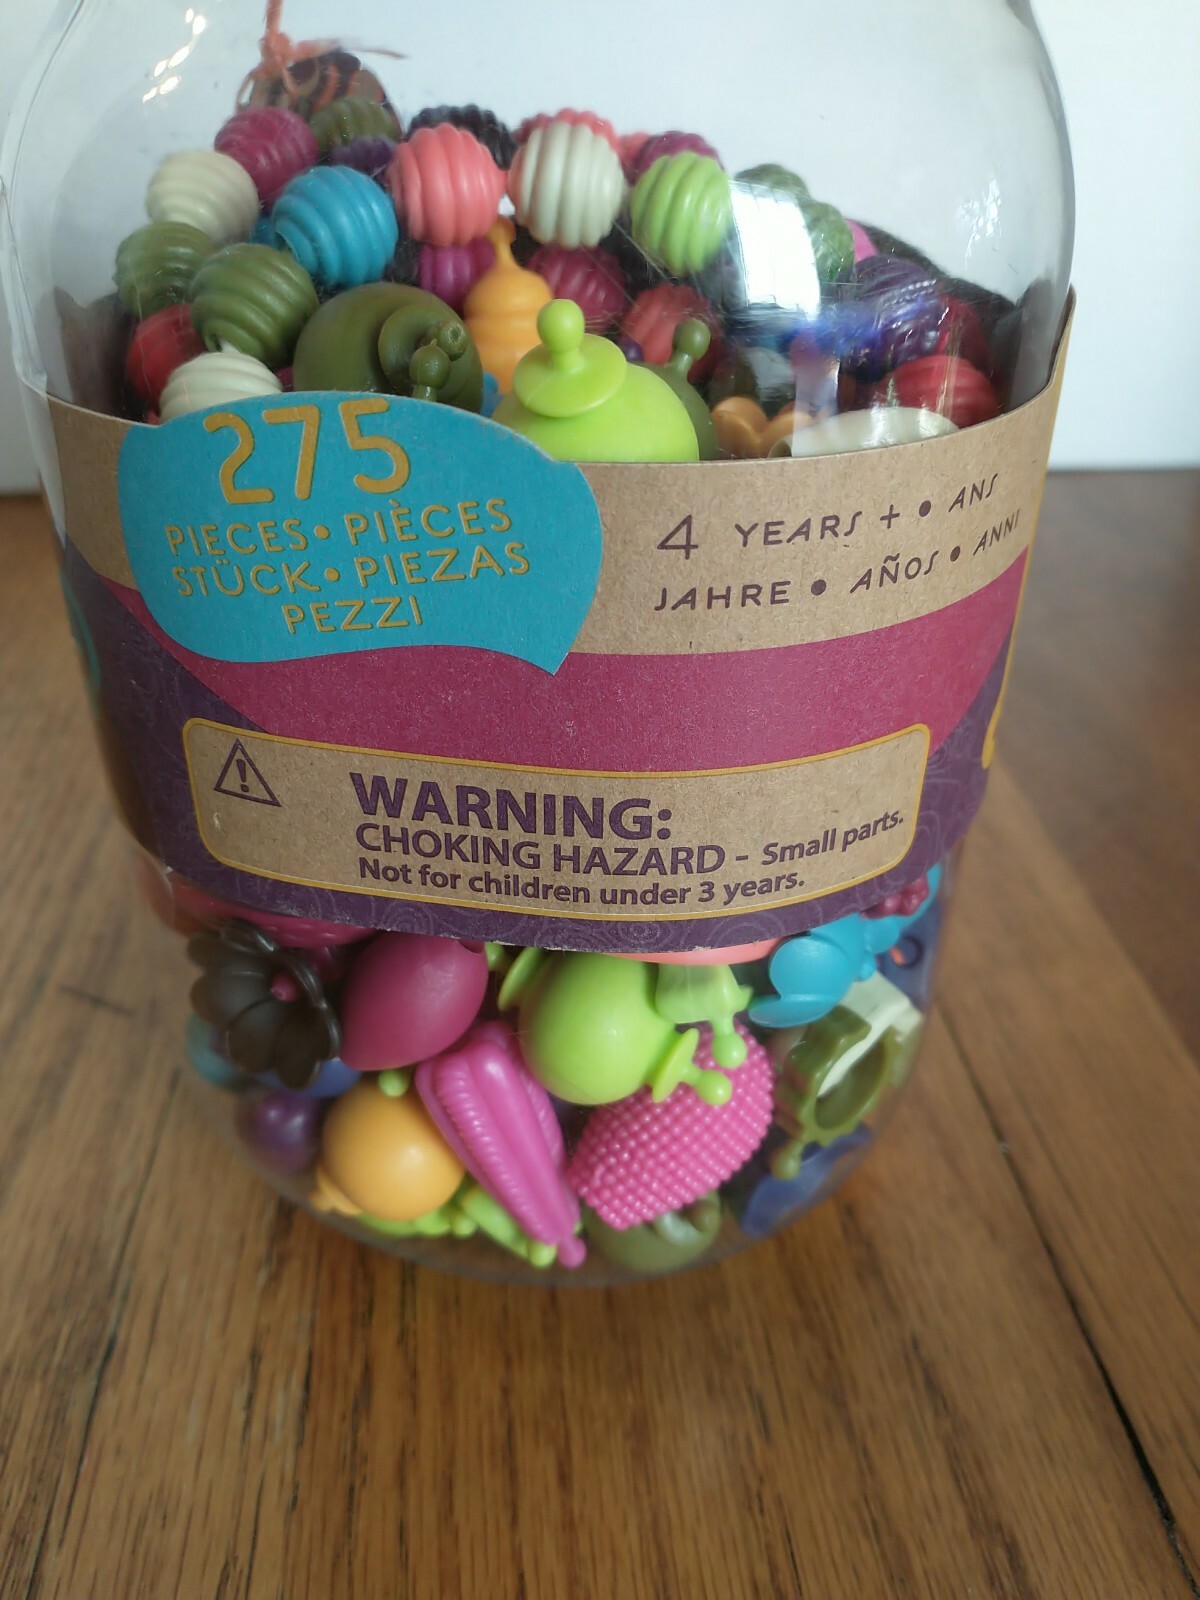 275
PIECES • PIÈCES
STÜCK • PIEZAS
PEZZI
4 YEARS + • ANS
JAHRE • AÑOS • ANNI
WARNING:
CHOKING HAZARD - Small parts.
Not for children under 3 years.